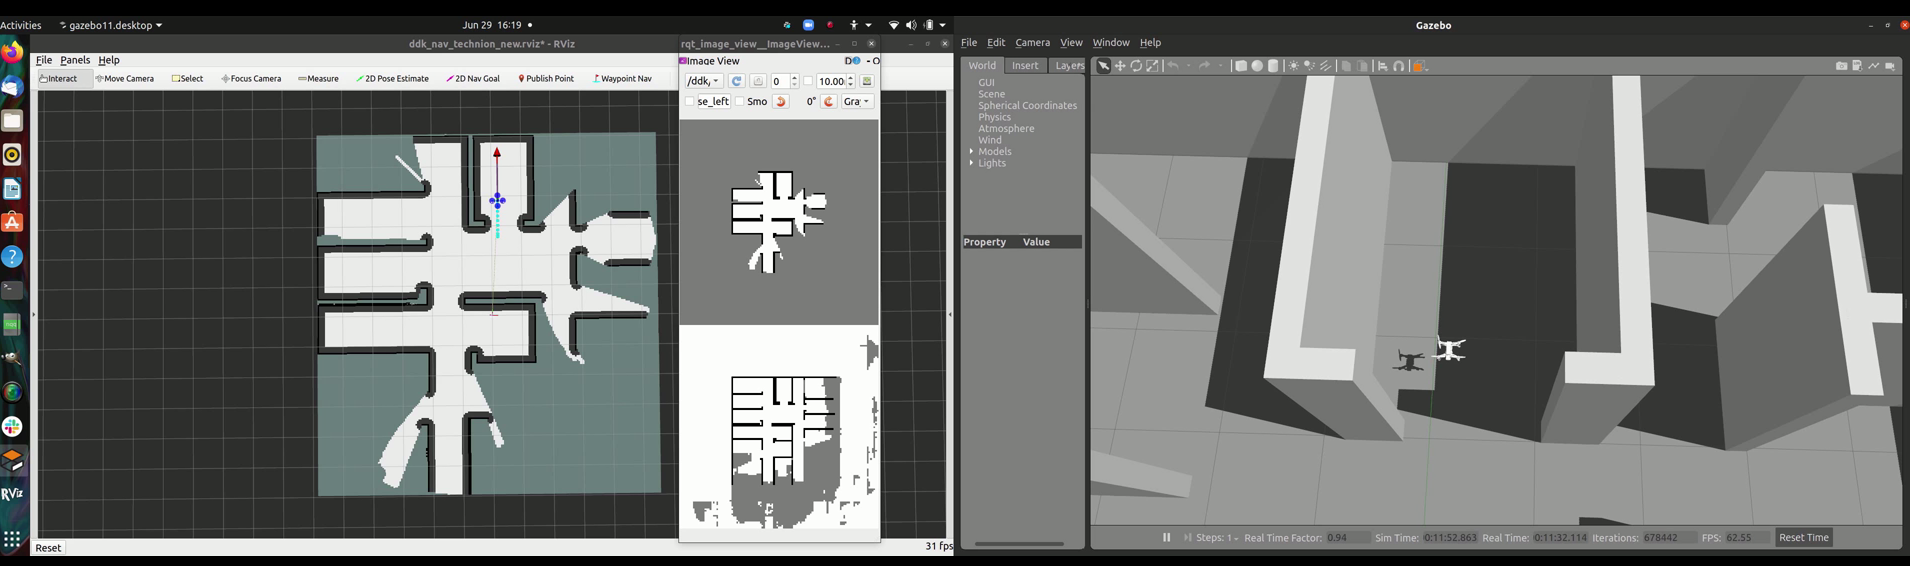 Activities
gazebo11.desktop
Jun 29 16:19
ddk_nav_technion_new.rviz* - RViz
File Panels Help
Interact Move Camera Select Focus Camera Measure 2D Pose Estimate 2D Nav Goal Publish Point Waypoint Nav
Reset
31 fps
RViz
rqt_image_view__ImageView...
Image View
D - O
/ddk, 0 10.00
se_left Smo 0° Gra
Gazebo
File Edit Camera View Window Help
World Insert Layers
GUI
Scene
Spherical Coordinates
Physics
Atmosphere
Wind
Models
Lights
Property Value
Steps: 1 Real Time Factor: 0.94 Sim Time: 0:11:52.863 Real Time: 0:11:32.114 Iterations: 678442 FPS: 62.55 Reset Time